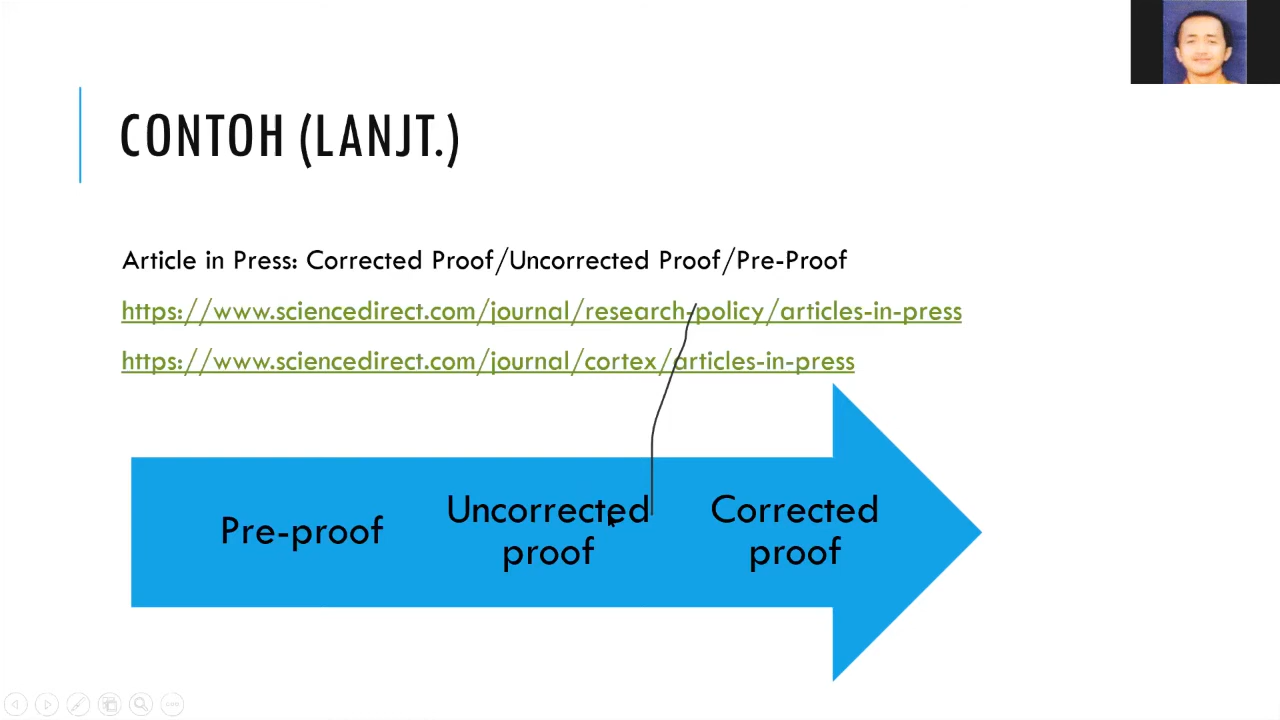 CONTOH (LANJT.)
Article in Press: Corrected Proof/Uncorrected Proof/Pre-Proof
https://www.sciencedirect.com/journal/research-policy/articles-in-press
https://www.sciencedirect.com/journal/cortex/articles-in-press
Pre-proof
Uncorrected
proof
Corrected
proof